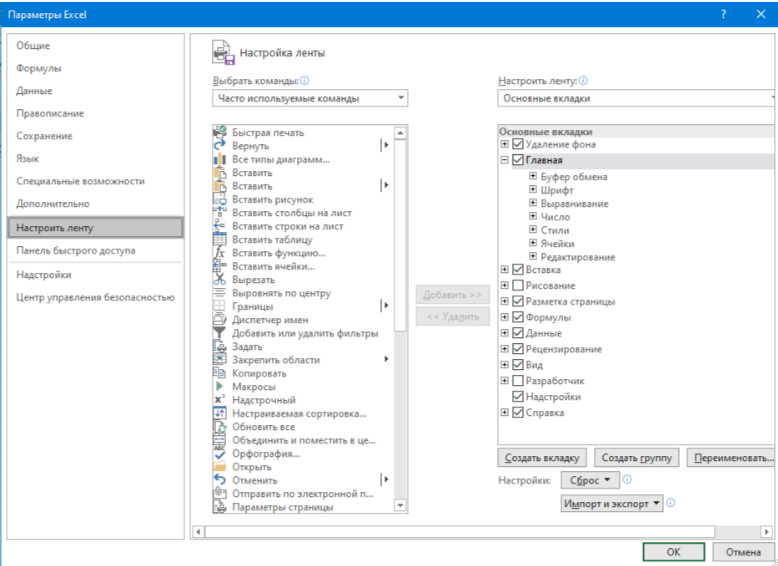 Параметры Excel
Общие
Формулы
Данные
Правописание
Сохранение
Язык
Специальные возможности
Дополнительно
Настроить ленту
Панель быстрого доступа
Надстройки
Центр управления безопасностью
Настройка ленты
Выбрать команды:
Часто используемые команды
Быстрая печать
Вернуть
Все типы диаграмм...
Вставить
Вставить
Вставить рисунок
Вставить столбцы на лист
Вставить строки на лист
Вставить таблицу
Вставить функцию...
Вставить ячейки...
Вырезать
Выровнять по центру
Границы
Диспетчер имен
Добавить или удалить фильтры
Задать
Закрепить области
Копировать
Макросы
Надстрочный
Настраиваемая сортировка...
Обновить все
Объединить и поместить в це...
Орфография...
Открыть
Отменить
Отправить по электронной п...
Параметры страницы
Добавить >>
<< Удалить
Настроить ленту:
Основные вкладки
Основные вкладки
Удаление фона
Главная
Буфер обмена
Шрифт
Выравнивание
Число
Стили
Ячейки
Редактирование
Вставка
Рисование
Разметка страницы
Формулы
Данные
Рецензирование
Вид
Разработчик
Надстройки
Справка
Создать вкладку Создать группу Переименовать...
Настройки: Сброс
Импорт и экспорт
ОК Отмена